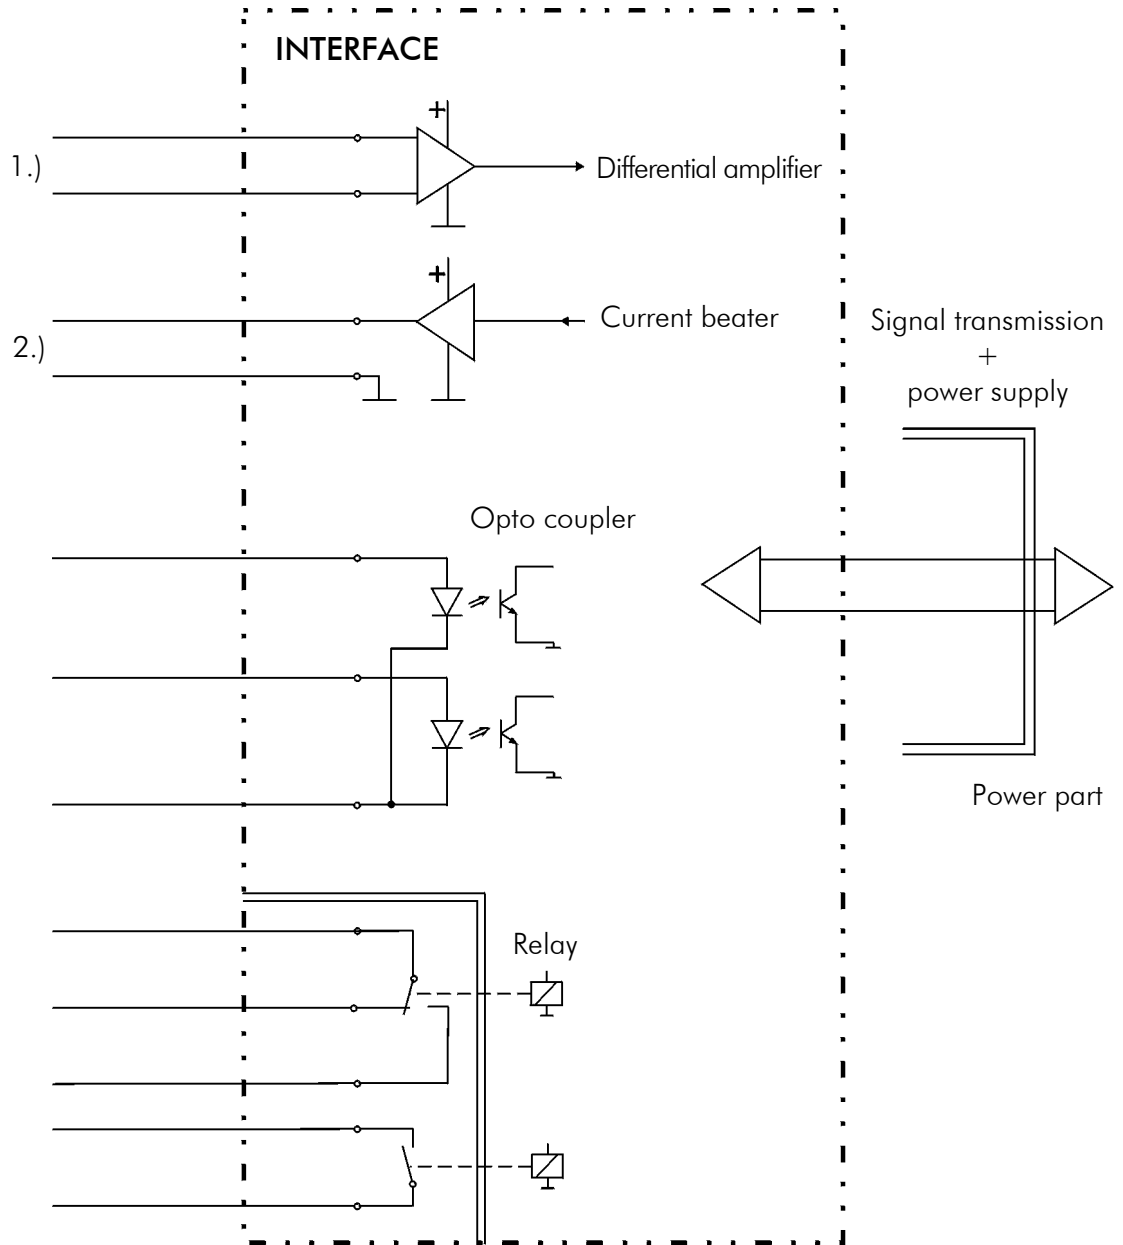 INTERFACE
+
1.)
Differential amplifier
+
Current beater
2.)
Signal transmission
+
power supply
Opto coupler
Power part
Relay